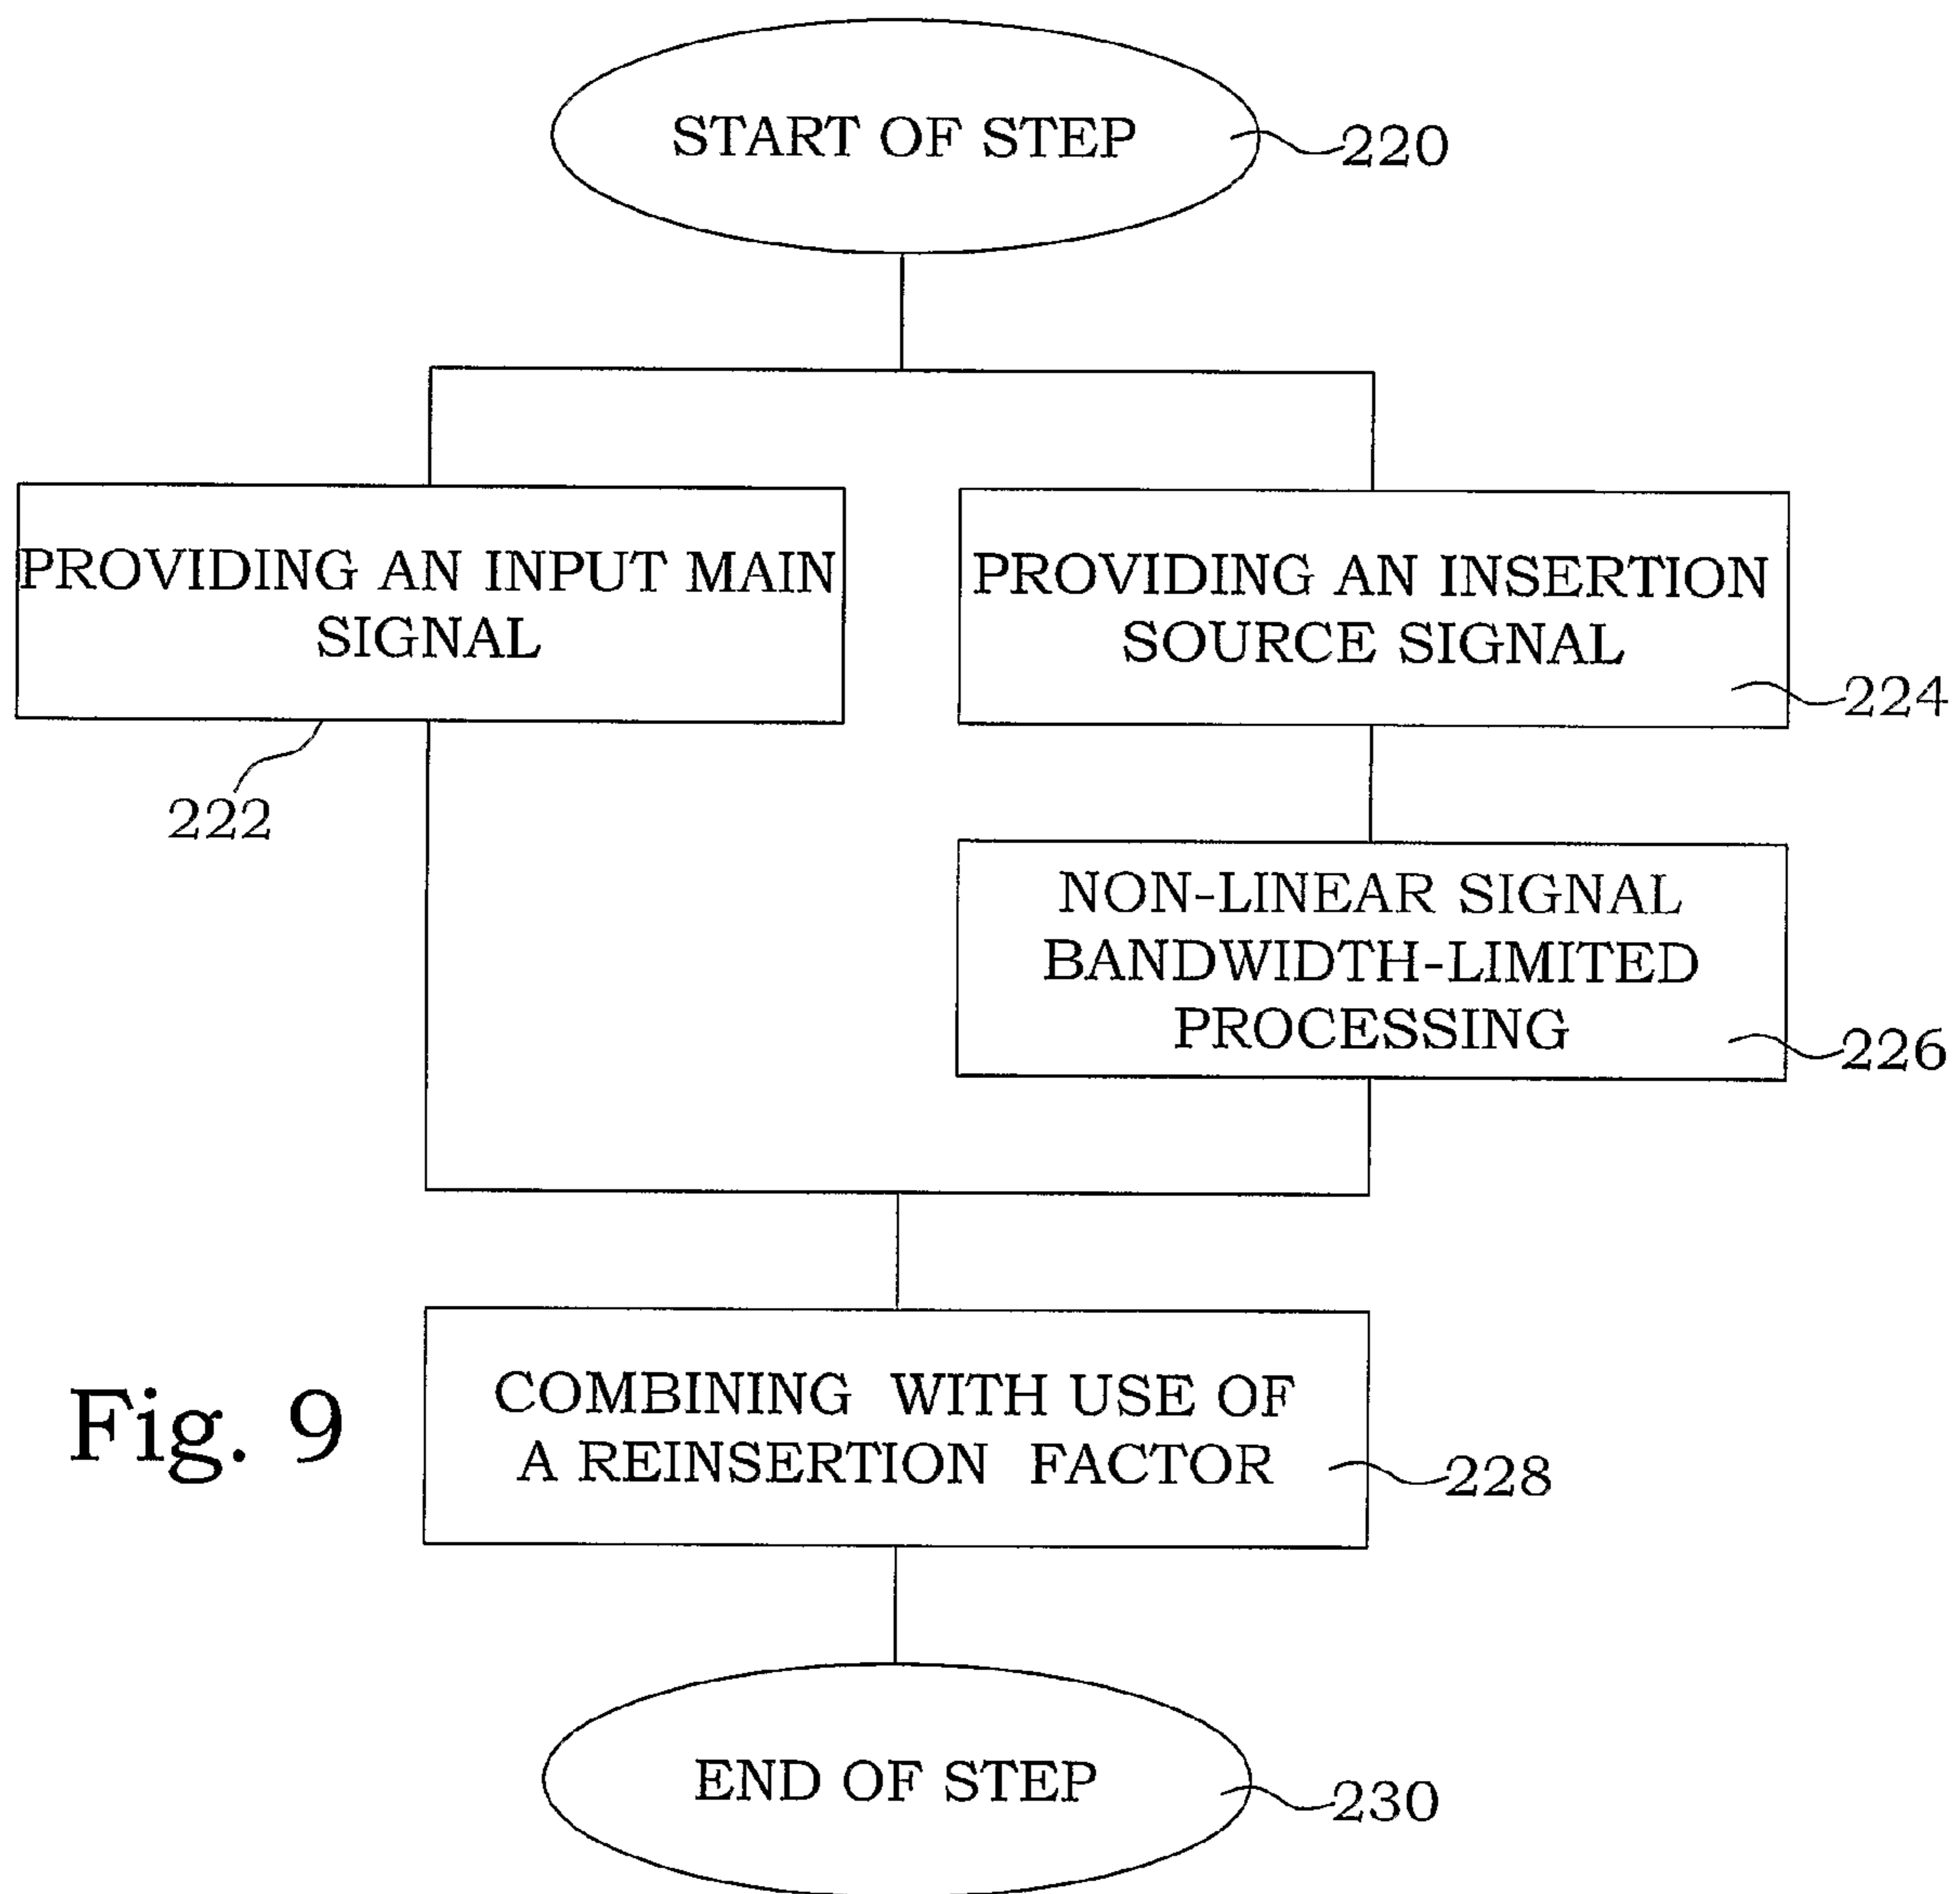 START OF STEP
220
PROVIDING AN INPUT MAIN
SIGNAL
222
PROVIDING AN INSERTION
SOURCE SIGNAL
224
NON-LINEAR SIGNAL
BANDWIDTH-LIMITED
PROCESSING
226
COMBINING WITH USE OF
A REINSERTION FACTOR
228
Fig. 9
END OF STEP
230